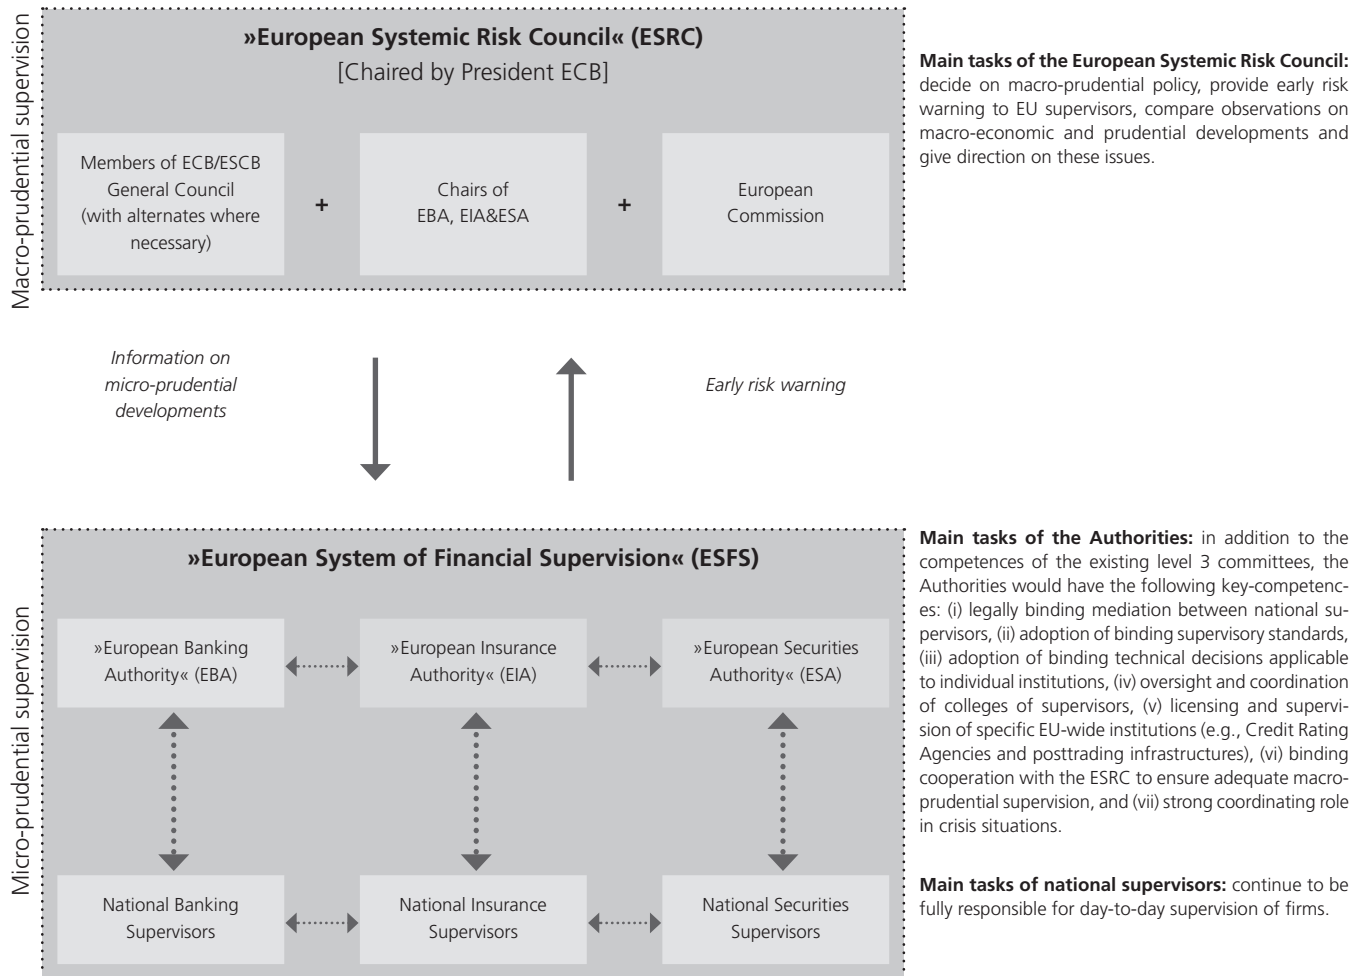 Macro-prudential supervision
»European Systemic Risk Council« (ESRC)
[Chaired by President ECB]
Members of ECB/ESCB
General Council
(with alternates where
necessary)
+
Chairs of
EBA, EIA&ESA
+
European
Commission
Main tasks of the European Systemic Risk Council:
decide on macro-prudential policy, provide early risk
warning to EU supervisors, compare observations on
macro-economic and prudential developments and
give direction on these issues.
Information on
micro-prudential
developments
Early risk warning
Micro-prudential supervision
»European System of Financial Supervision« (ESFS)
»European Banking
Authority« (EBA)
»European Insurance
Authority« (EIA)
»European Securities
Authority« (ESA)
National Banking
Supervisors
National Insurance
Supervisors
National Securities
Supervisors
Main tasks of the Authorities: in addition to the
competences of the existing level 3 committees, the
Authorities would have the following key-competenc-
es: (i) legally binding mediation between national su-
pervisors, (ii) adoption of binding supervisory standards,
(iii) adoption of binding technical decisions applicable
to individual institutions, (iv) oversight and coordination
of colleges of supervisors, (v) licensing and supervi-
sion of specific EU-wide institutions (e.g., Credit Rating
Agencies and posttrading infrastructures), (vi) binding
cooperation with the ESRC to ensure adequate macro-
prudential supervision, and (vii) strong coordinating role
in crisis situations.
Main tasks of national supervisors: continue to be
fully responsible for day-to-day supervision of firms.